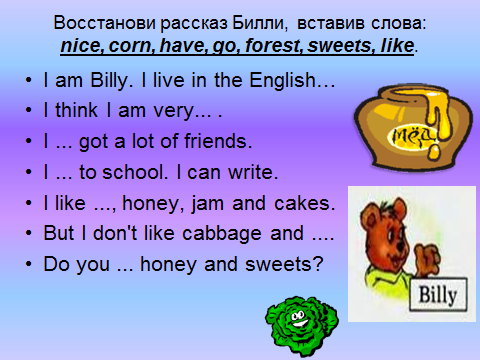 Восстанови рассказ Билли, вставив слова:
nice, corn, have, go, forest, sweets, like.
• I am Billy. I live in the English…
• I think I am very... .
• I ... got a lot of friends.
• I ... to school. I can write.
• I like ..., honey, jam and cakes.
• But I don't like cabbage and ....
• Do you ... honey and sweets?
мёд
Billy